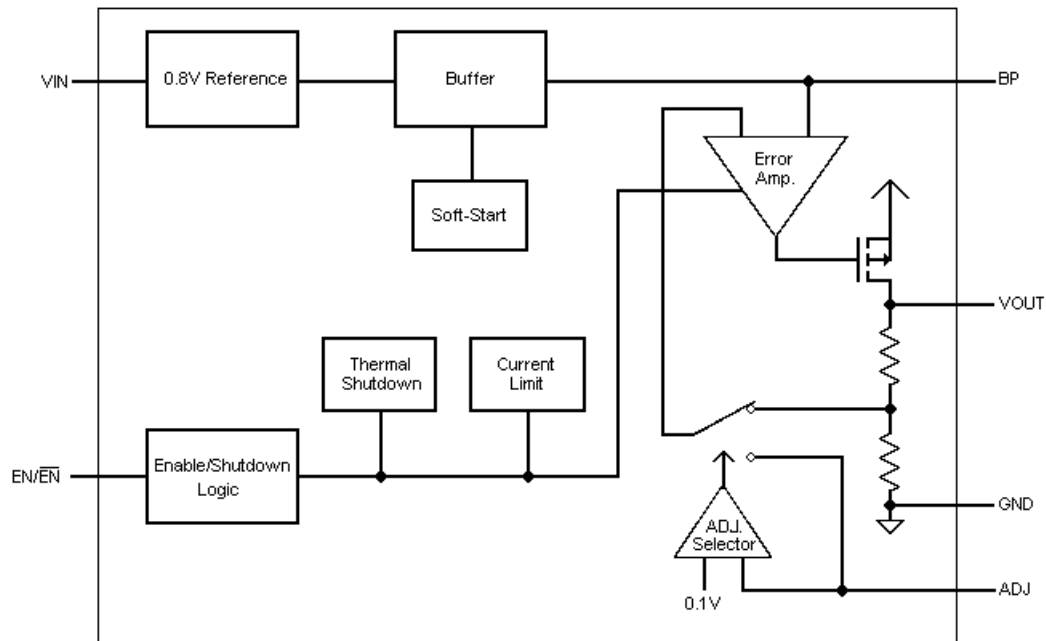 VIN
0.8V Reference
Buffer
BP
Error
Amp.
Soft-Start
VOUT
Thermal
Shutdown
Current
Limit
EN/E̅N̅
Enable/Shutdown
Logic
GND
ADJ.
Selector
0.1V
ADJ